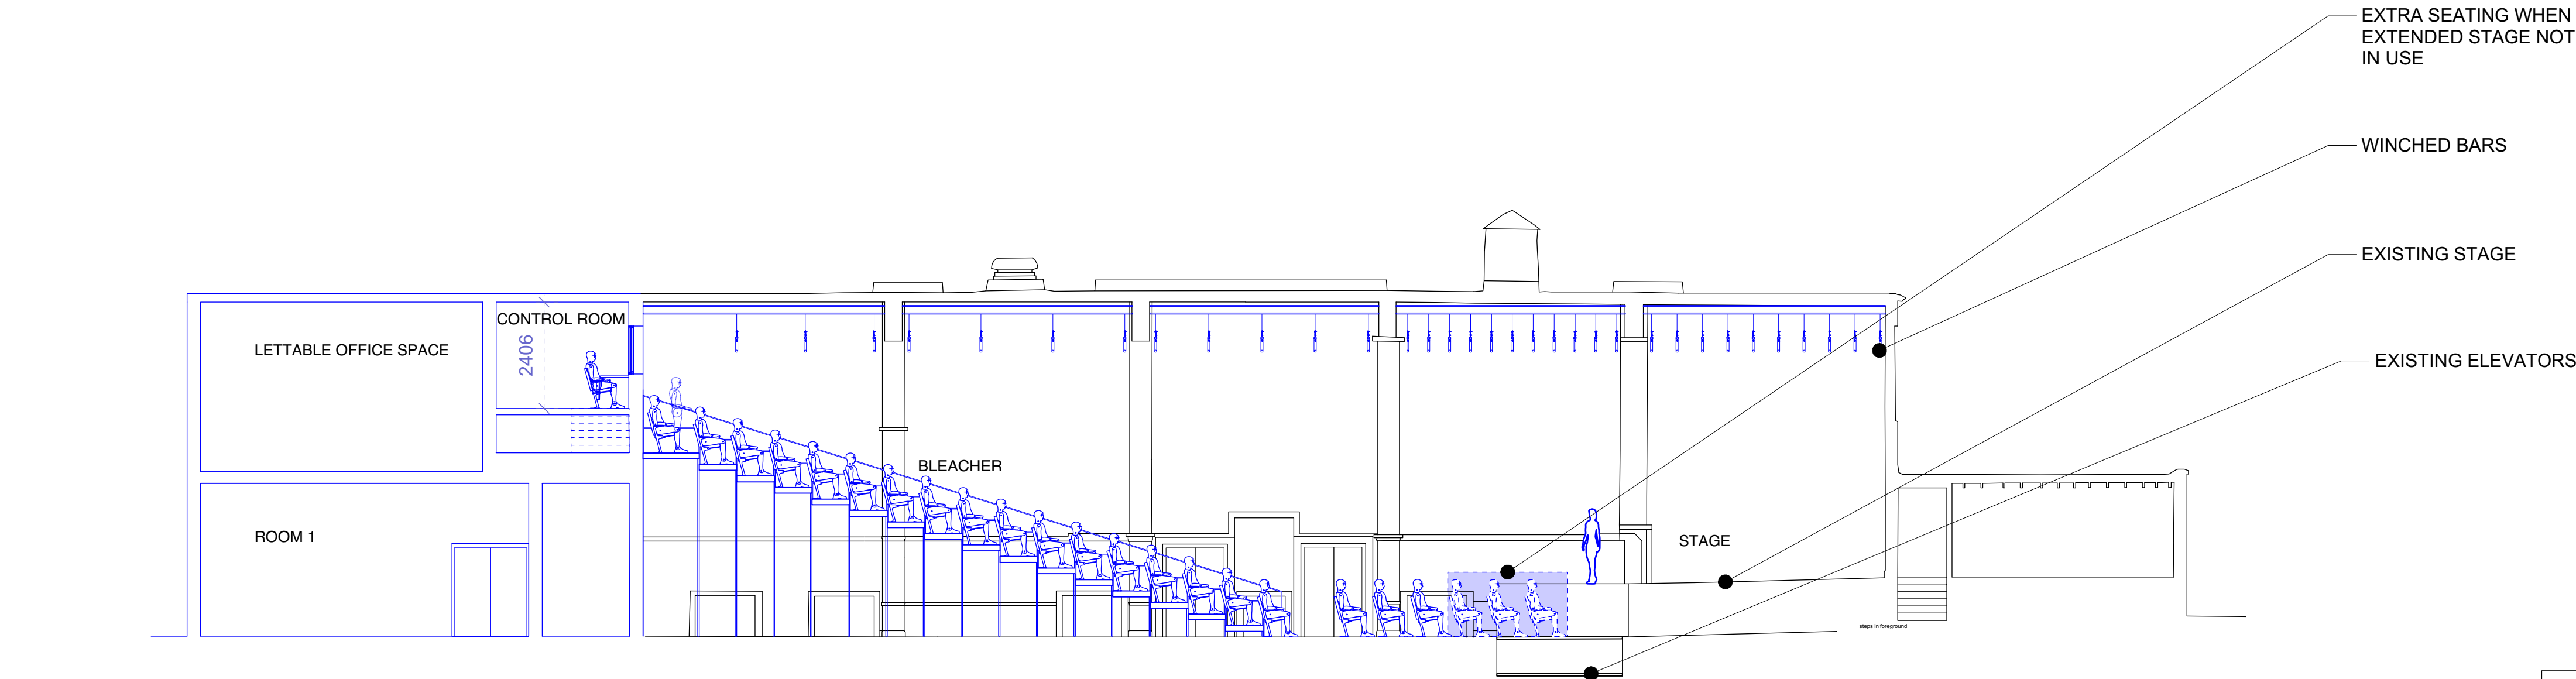 EXTRA SEATING WHEN
EXTENDED STAGE NOT
IN USE
WINCHED BARS
EXISTING STAGE
CONTROL ROOM
LETTABLE OFFICE SPACE
2406
EXISTING ELEVATORS
BLEACHER
ROOM 1
STAGE
steps in foreground